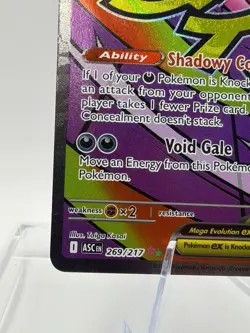 Ability Shadowy Co
If 1 of your Pokémon is Knock
an attack from your opponent
player takes 1 fewer Prize card.
Concealment doesn't stack.
Void Gale
Move an Energy from this Pokémo
Pokémon.
weakness ×2 resistance
Illus. Taiga Kasai
I ASC EN 269/217
Mega Evolution ex
Pokémon ex is Knocke